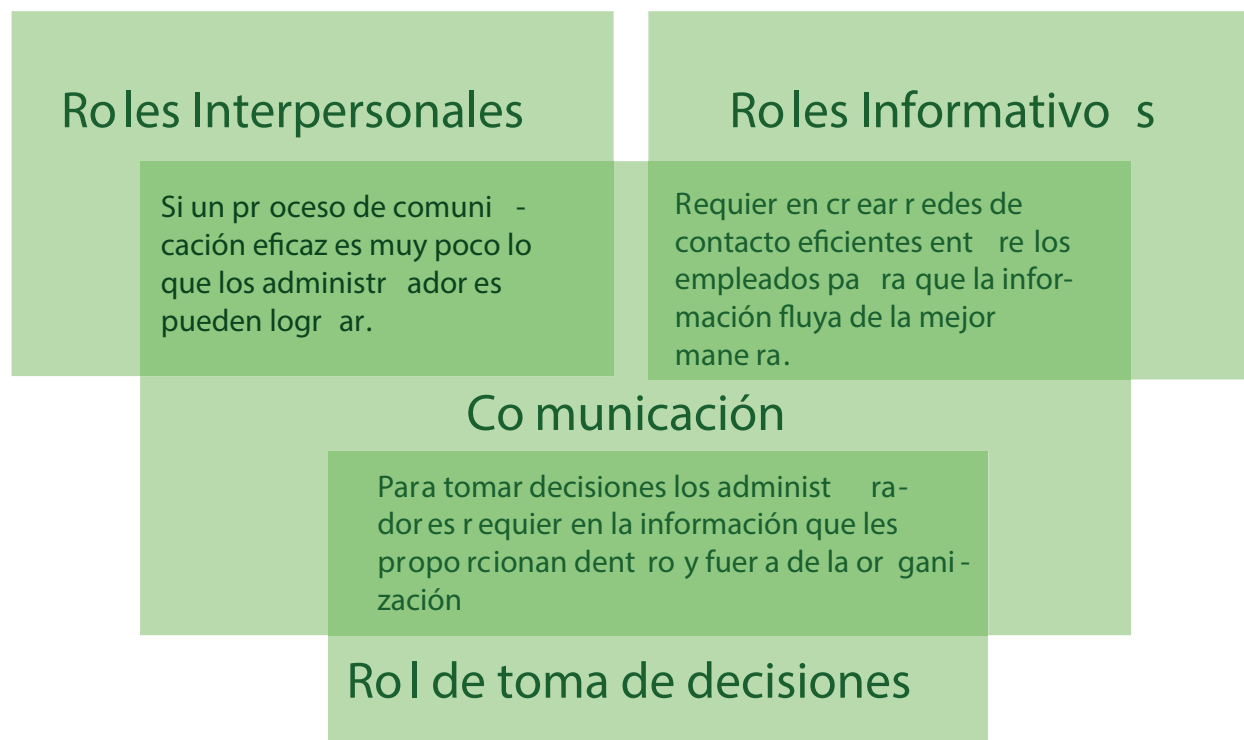 Roles Interpersonales
Si un proceso de comuni-
cación eficaz es muy poco lo
que los administradores
pueden lograr.
Roles Informativos
Requieren crear redes de
contacto eficientes entre los
empleados para que la infor-
mación fluya de la mejor
manera.
Comunicación
Para tomar decisiones los administra-
dores requieren la información que les
proporcionan dentro y fuera de la organi-
zación
Rol de toma de decisiones